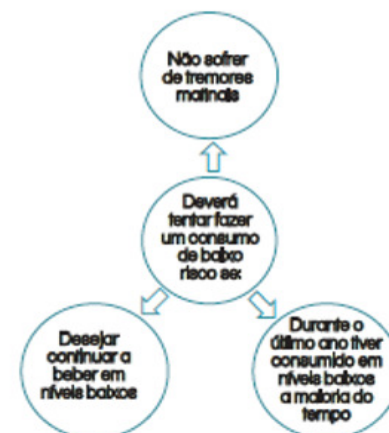 Não sofrer
de tremores
matinais
Deverá
tentar fazer
um consumo
de baixo
risco se:
Desejar
continuar a
beber em
níveis baixos
Durante o
último ano tiver
consumido em
níveis baixos
a maioria do
tempo